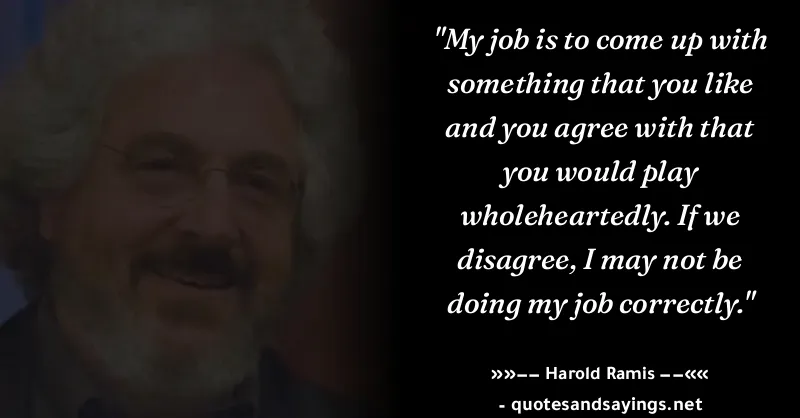 "My job is to come up with
something that you like
and you agree with that
you would play
wholeheartedly. If we
disagree, I may not be
doing my job correctly."
»»—— Harold Ramis ——««
- quotesandsayings.net